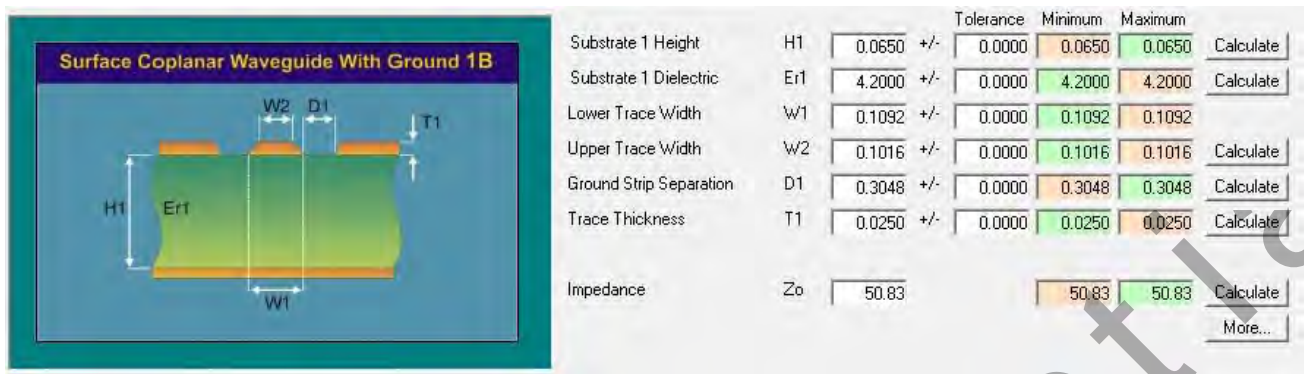 Surface Coplanar Waveguide With Ground 1B
W2 D1
T1
H1 Er1
W1
Tolerance Minimum Maximum
Substrate 1 Height H1 0.0650 +/- 0.0000 0.0650 0.0650 Calculate
Substrate 1 Dielectric Er1 4.2000 +/- 0.0000 4.2000 4.2000 Calculate
Lower Trace Width W1 0.1092 +/- 0.0000 0.1092 0.1092
Upper Trace Width W2 0.1016 +/- 0.0000 0.1016 0.1016 Calculate
Ground Strip Separation D1 0.3048 +/- 0.0000 0.3048 0.3048 Calculate
Trace Thickness T1 0.0250 +/- 0.0000 0.0250 0.0250 Calculate
Impedance Zo 50.83 50.83 50.83 Calculate
More...